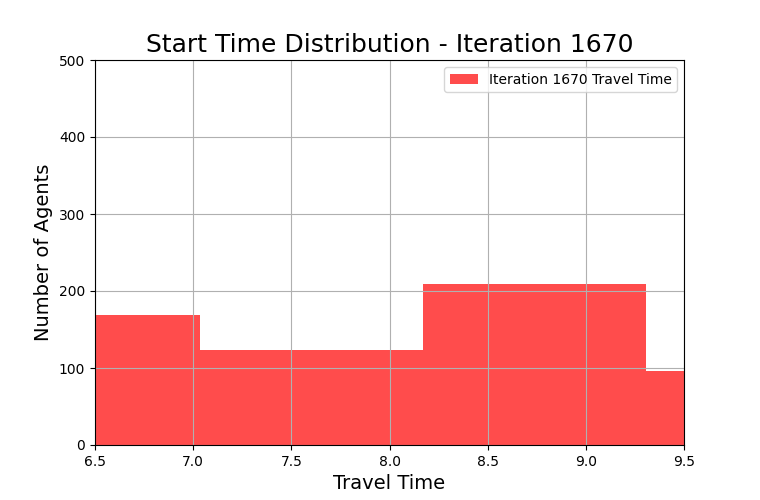 Start Time Distribution - Iteration 1670
Iteration 1670 Travel Time
Number of Agents
500
400
300
200
100
0
6.5 7.0 7.5 8.0 8.5 9.0 9.5
Travel Time